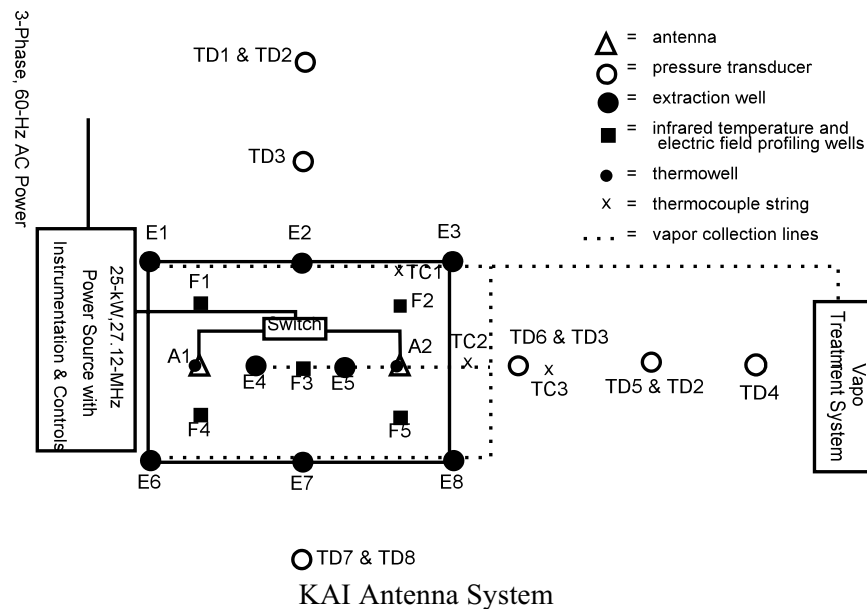 3-Phase, 60-Hz AC Power
TD1 & TD2
TD3
= antenna
= pressure transducer
= extraction well
= infrared temperature and
electric field profiling wells
= thermowell
x = thermocouple string
= vapor collection lines
E1
E2
E3
25-kW,27.12-MHz
Power Source with
Instrumentation & Controls
F1
xTC1
F2
Switch
A1
A2
TC2
x
TD6 & TD3
x
TC3
E4
F3
E5
TD5 & TD2
TD4
Vapo
Treatment System
F4
F5
E6
E7
E8
TD7 & TD8
KAI Antenna System